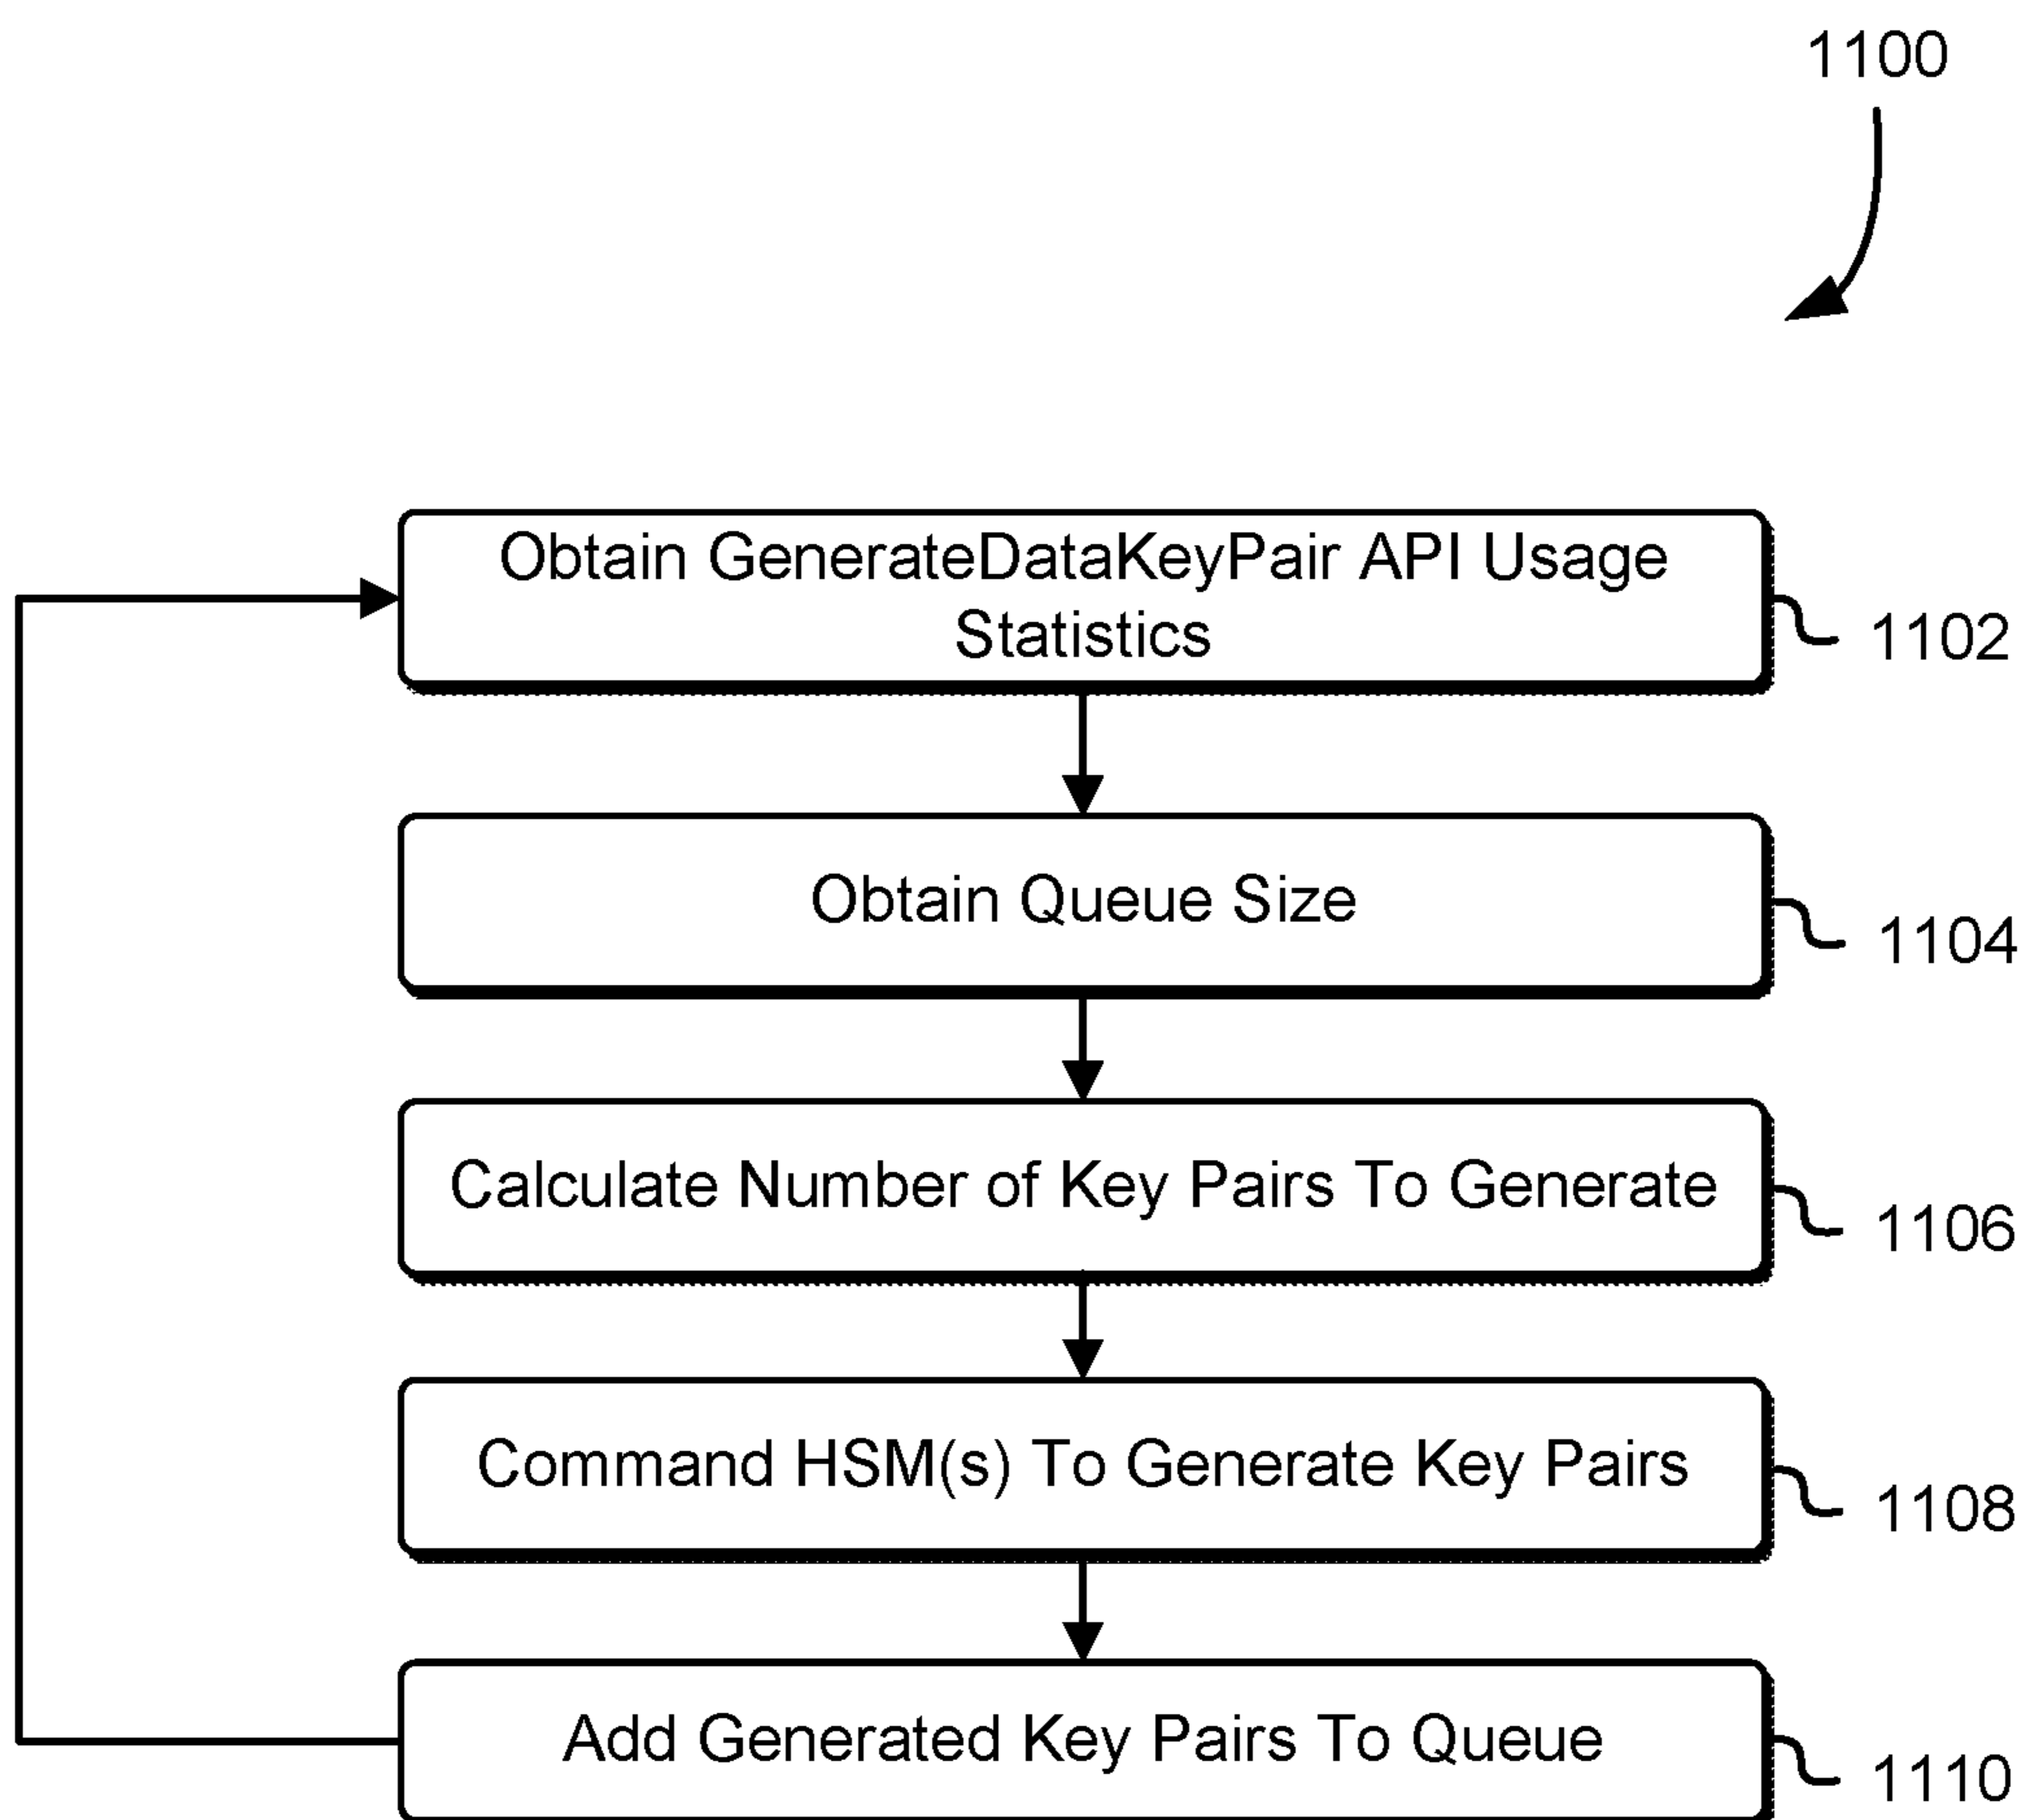 1100
Obtain GenerateDataKeyPair API Usage
Statistics
1102
Obtain Queue Size
1104
Calculate Number of Key Pairs To Generate
1106
Command HSM(s) To Generate Key Pairs
1108
Add Generated Key Pairs To Queue
1110